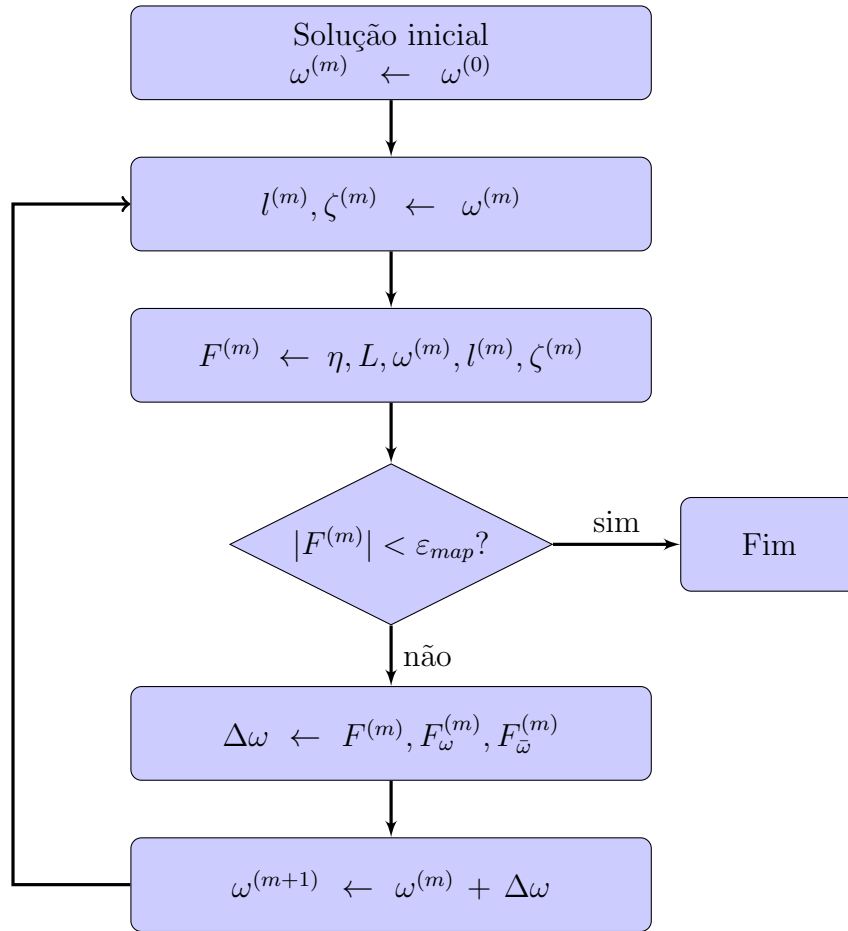 Solução inicial
ω^(m) ← ω^(0)
l^(m), ζ^(m) ← ω^(m)
F^(m) ← η, L, ω^(m), l^(m), ζ^(m)
|F^(m)| < ε_map?
sim
Fim
não
Δω ← F^(m), F_ω^(m), F_ω̄^(m)
ω^(m+1) ← ω^(m) + Δω